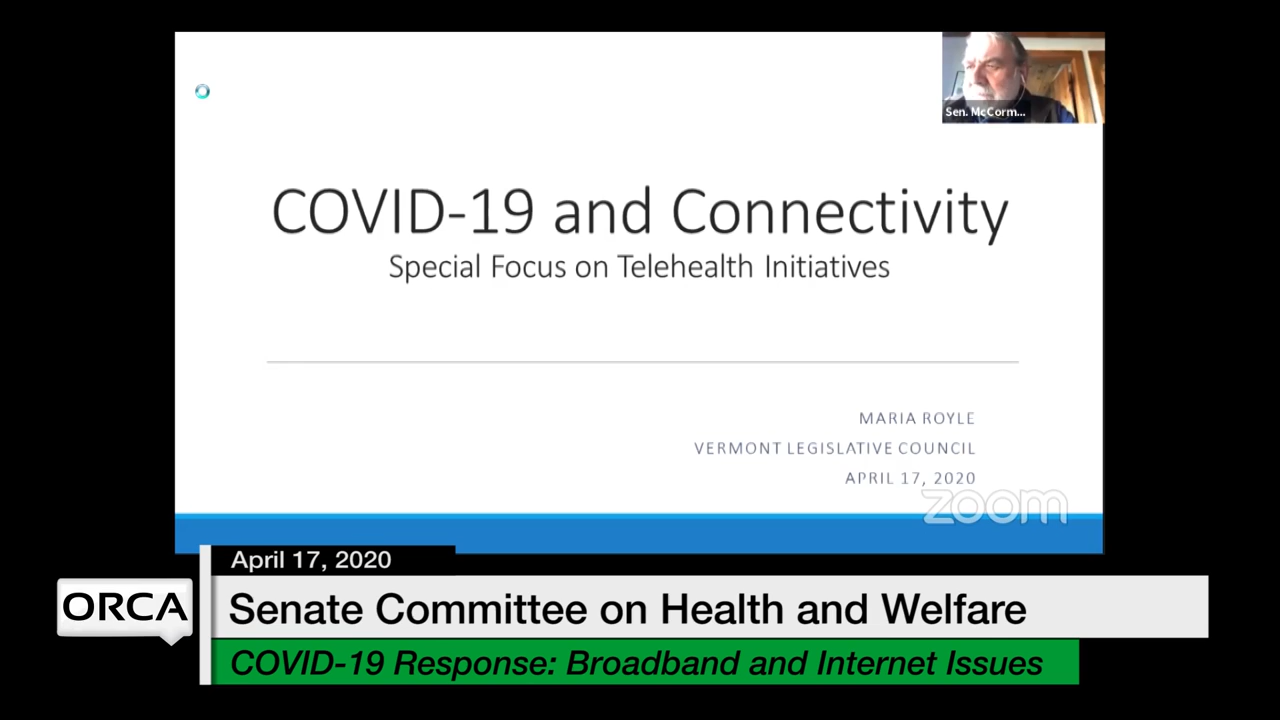 Sen. McCorm...
COVID-19 and Connectivity
Special Focus on Telehealth Initiatives
MARIA ROYLE
VERMONT LEGISLATIVE COUNCIL
APRIL 17, 2020
zoom
April 17, 2020
ORCA
Senate Committee on Health and Welfare
COVID-19 Response: Broadband and Internet Issues